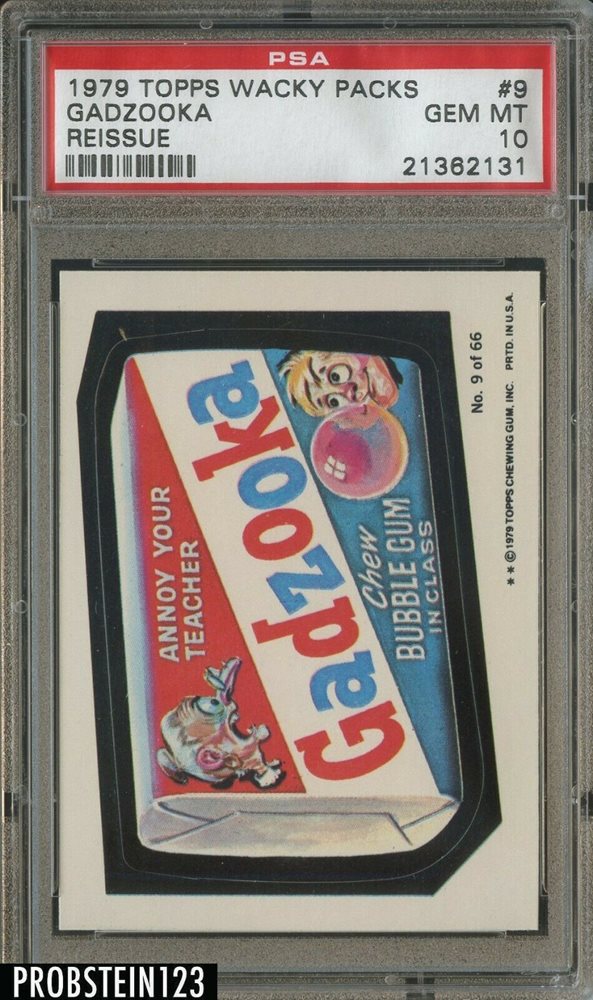 PSA
1979 TOPPS WACKY PACKS #9
GADZOOKA GEM MT
REISSUE 10
21362131
ANNOY YOUR
TEACHER
Gadzooka
Chew
BUBBLE GUM
IN CLASS
No. 9 of 66
**©1979 TOPPS CHEWING GUM, INC. PRTD. IN U.S.A.
PROBSTEIN123